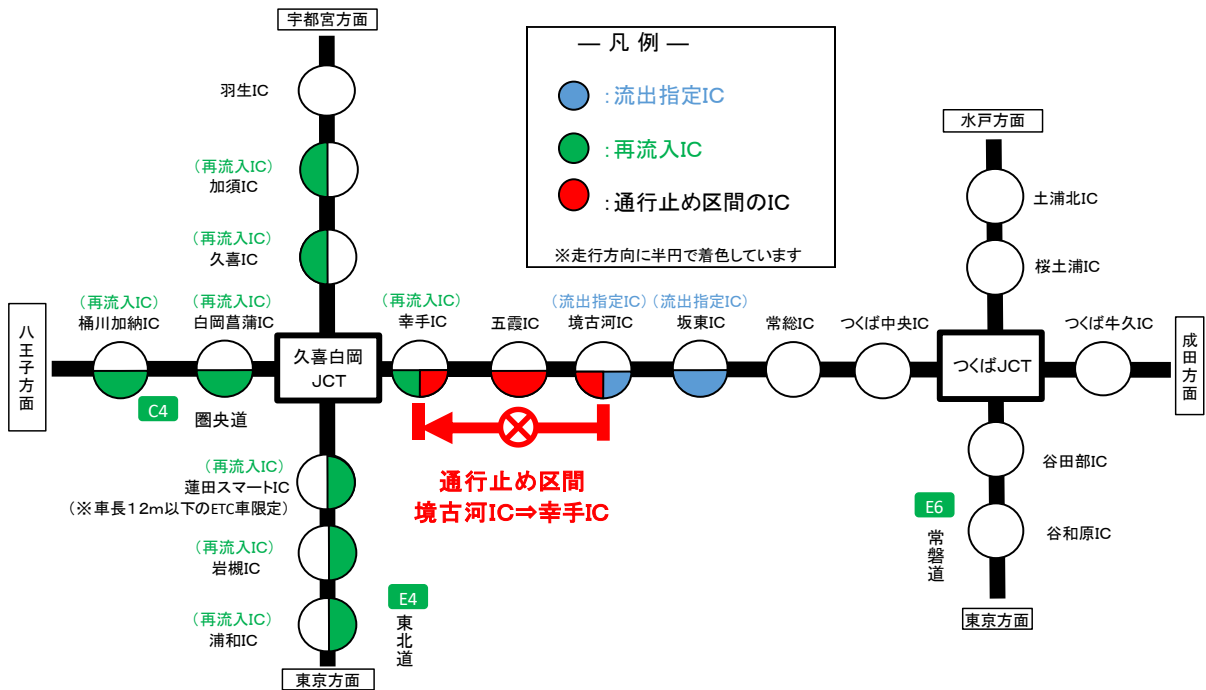 宇都宮方面
羽生IC
(再流入IC)
加須IC
(再流入IC)
久喜IC
― 凡 例 ―
：流出指定IC
：再流入IC
：通行止め区間のIC
※走行方向に半円で着色しています
水戸方面
土浦北IC
桜土浦IC
八王子方面
(再流入IC)
桶川加納IC
(再流入IC)
白岡菖蒲IC
久喜白岡
JCT
(再流入IC)
幸手IC
五霞IC
(流出指定IC)
境古河IC
(流出指定IC)
坂東IC
常総IC
つくば中央IC
つくばJCT
つくば牛久IC
成田方面
C4
圏央道
通行止め区間
境古河IC⇒幸手IC
(再流入IC)
蓮田スマートIC
(※車長12m以下のETC車限定)
(再流入IC)
岩槻IC
(再流入IC)
浦和IC
E4
東北道
東京方面
谷田部IC
E6
常磐道
谷和原IC
東京方面